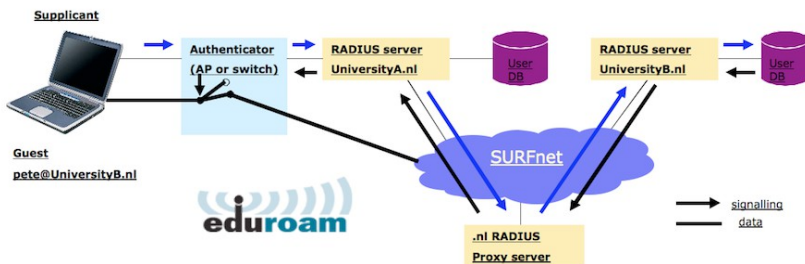 Supplicant
Authenticator
(AP or switch)
RADIUS server
UniversityA.nl
User
DB
RADIUS server
UniversityB.nl
User
DB
Guest
pete@UniversityB.nl
SURFnet
eduroam
signalling
data
.nl RADIUS
Proxy server